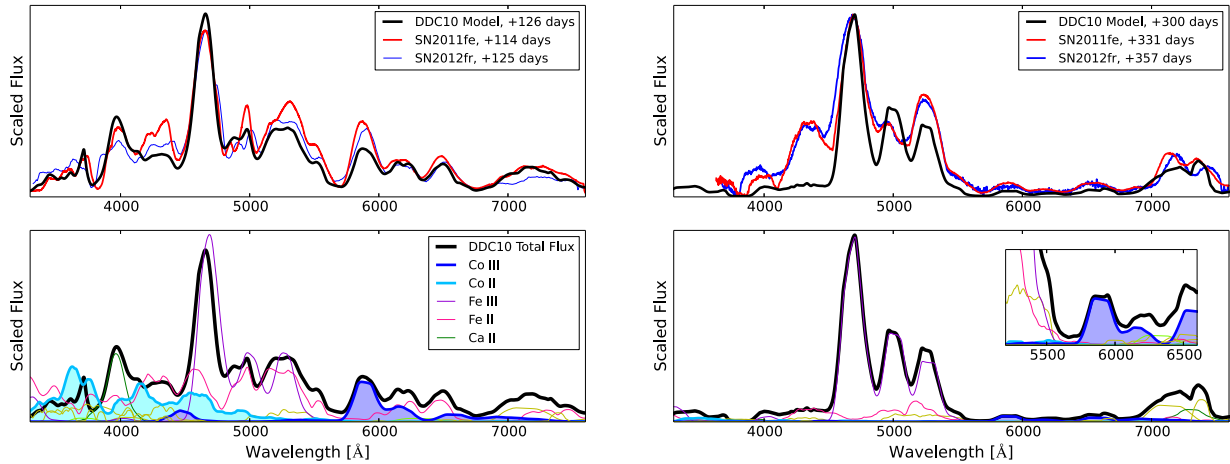 Scaled Flux
DDC10 Model, +126 days
SN2011fe, +114 days
SN2012fr, +125 days
4000 5000 6000 7000
Scaled Flux
DDC10 Model, +300 days
SN2011fe, +331 days
SN2012fr, +357 days
4000 5000 6000 7000
Scaled Flux
DDC10 Total Flux
Co III
Co II
Fe III
Fe II
Ca II
4000 5000 6000 7000
Wavelength [Å]
Scaled Flux
5500 6000 6500
4000 5000 6000 7000
Wavelength [Å]